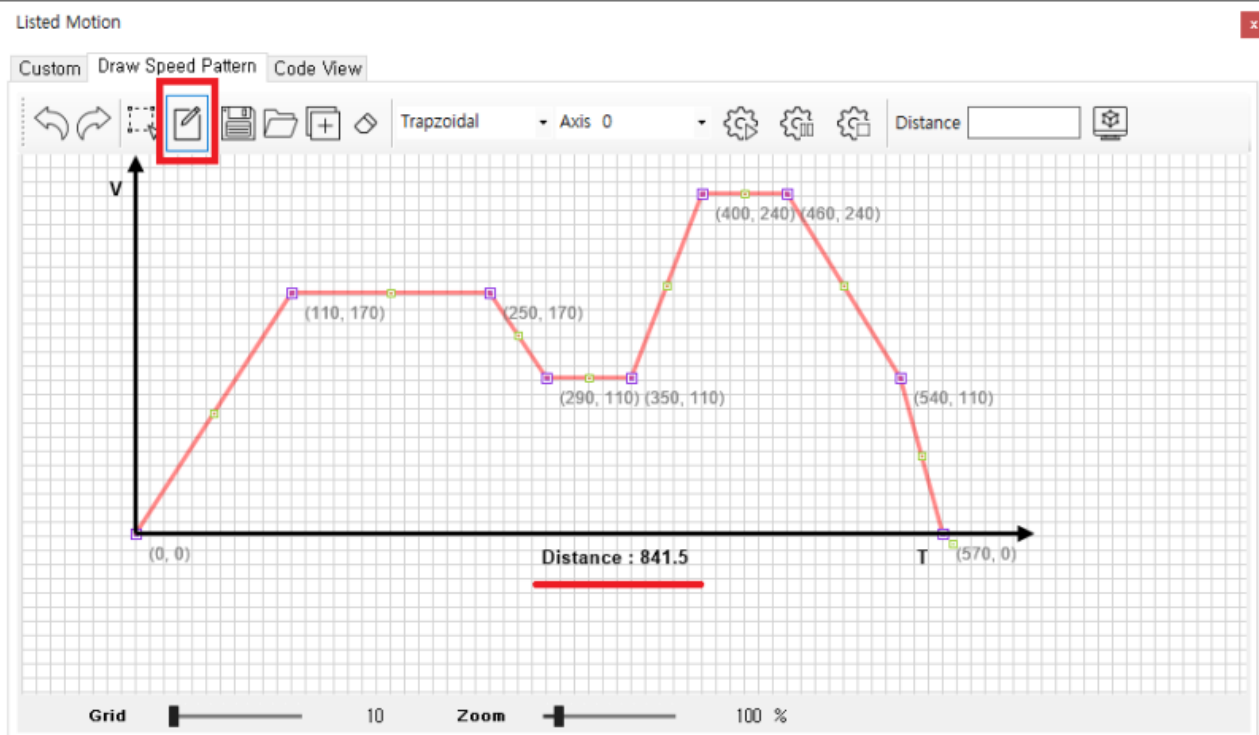 Listed Motion
x
Custom Draw Speed Pattern Code View
Trapzoidal Axis 0 Distance
V
(400, 240) (460, 240)
(110, 170) (250, 170)
(290, 110) (350, 110) (540, 110)
(0, 0) Distance : 841.5 T (570, 0)
Grid 10 Zoom 100 %